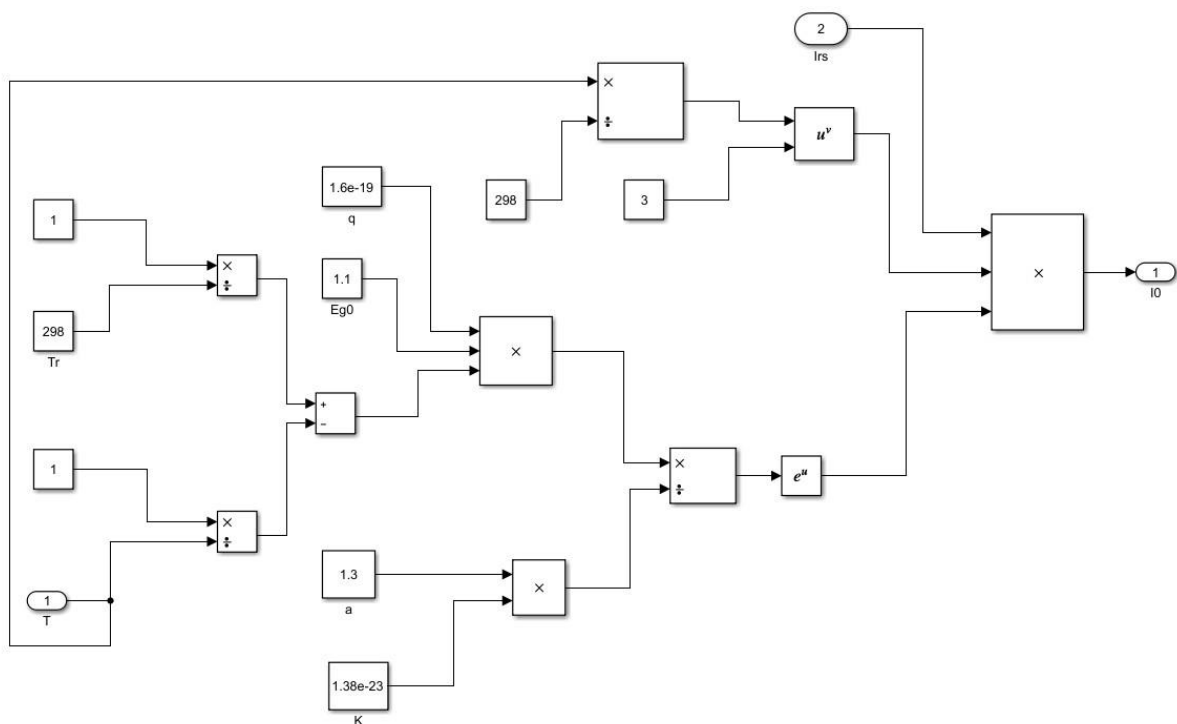 2
Irs
×
÷
u^v
1.6e-19
q
298
3
1
×
÷
1.1
Eg0
×
1
I0
298
Tr
×
+
−
1
×
÷
×
÷
e^u
1.3
a
×
1
T
1.38e-23
K